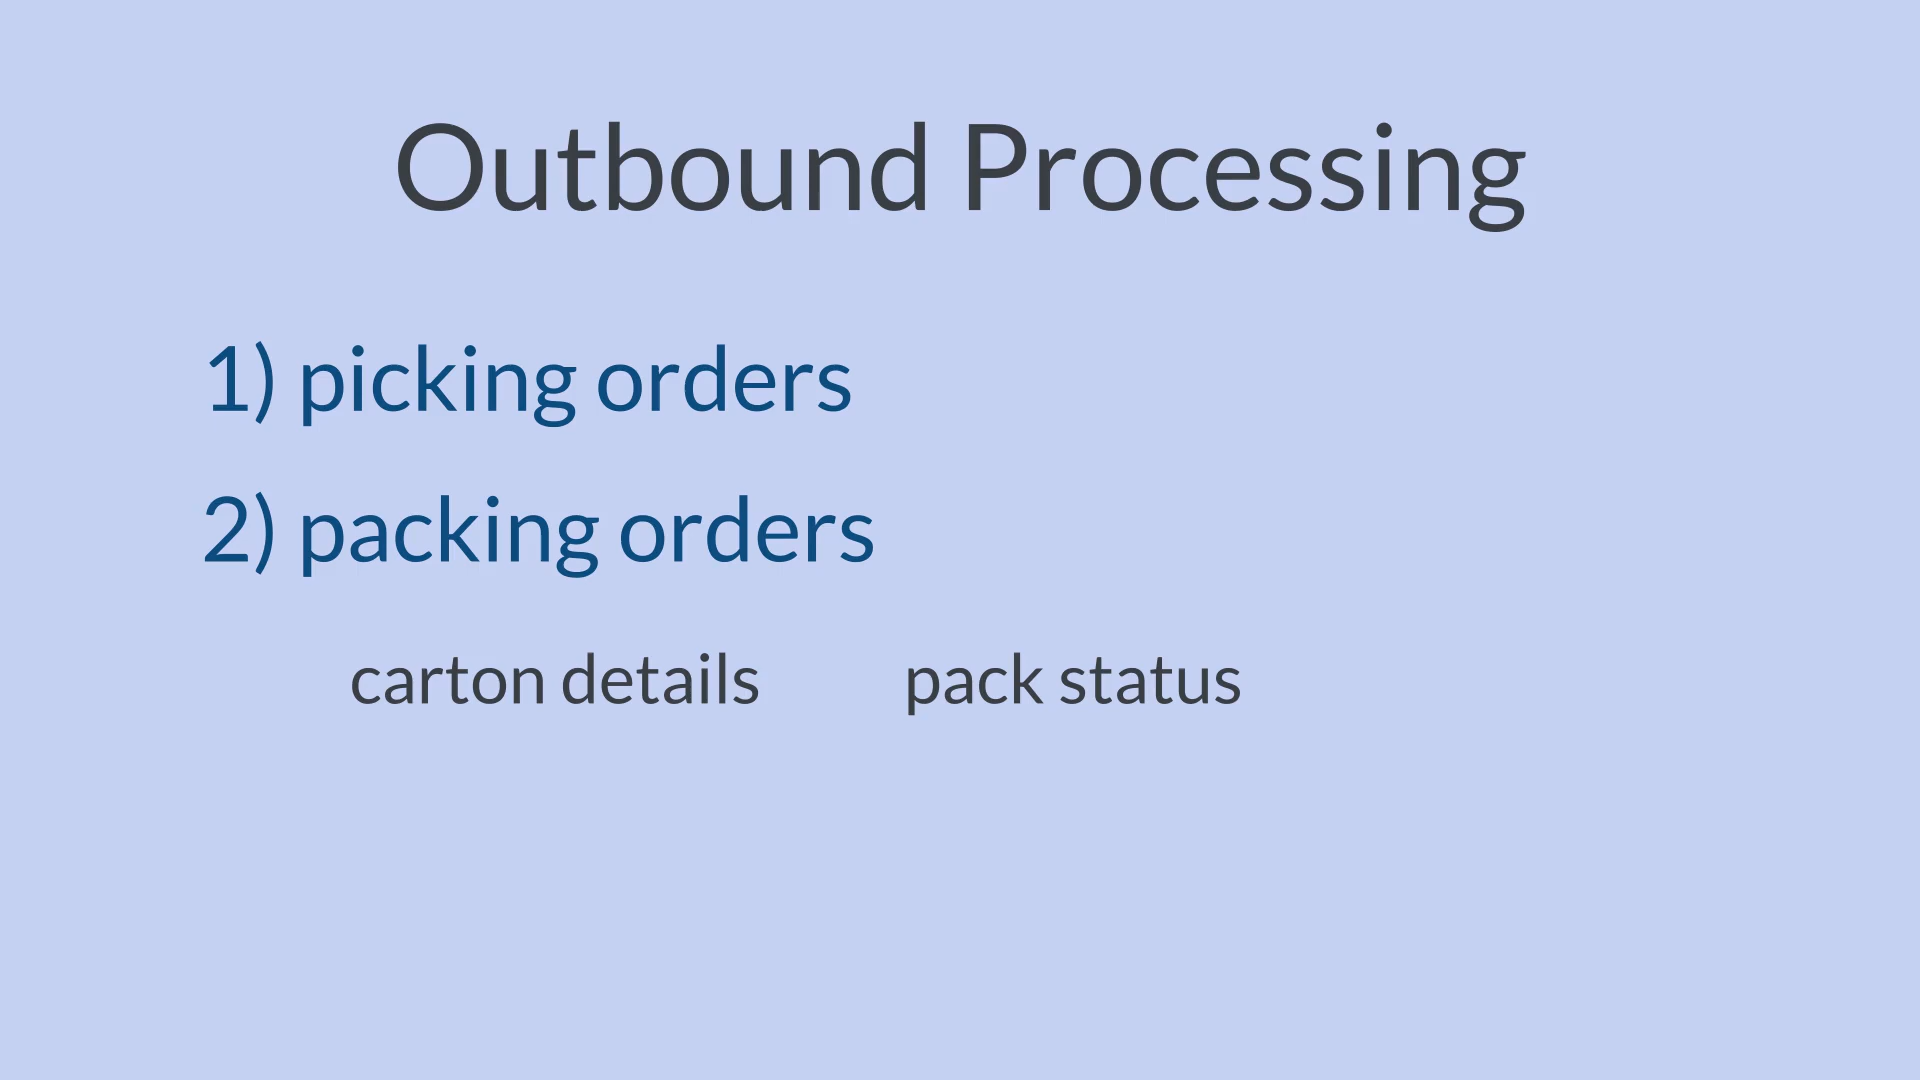 Outbound Processing
1) picking orders
2) packing orders
carton details pack status